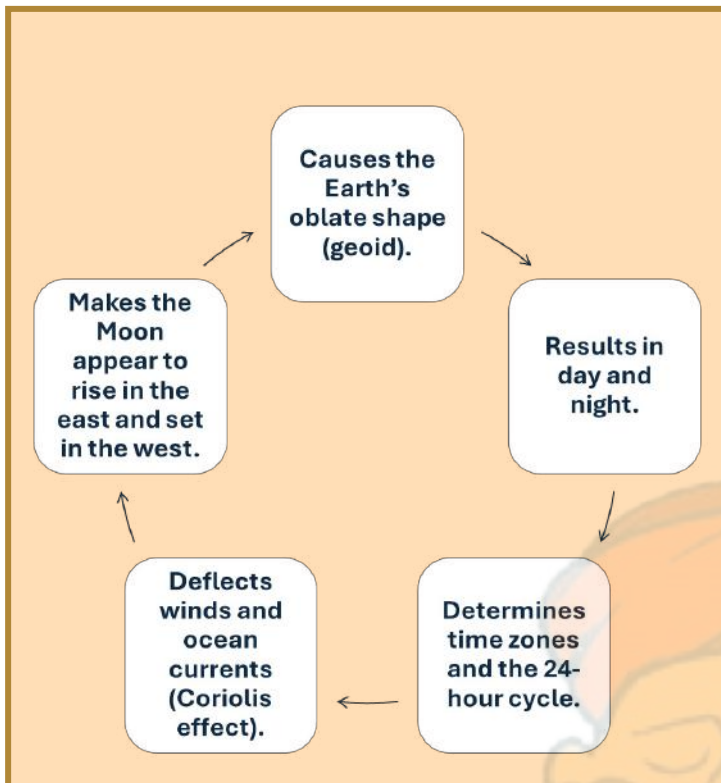 Causes the
Earth's
oblate shape
(geoid).
Results in
day and
night.
Determines
time zones
and the 24-
hour cycle.
Deflects
winds and
ocean
currents
(Coriolis
effect).
Makes the
Moon
appear to
rise in the
east and set
in the west.